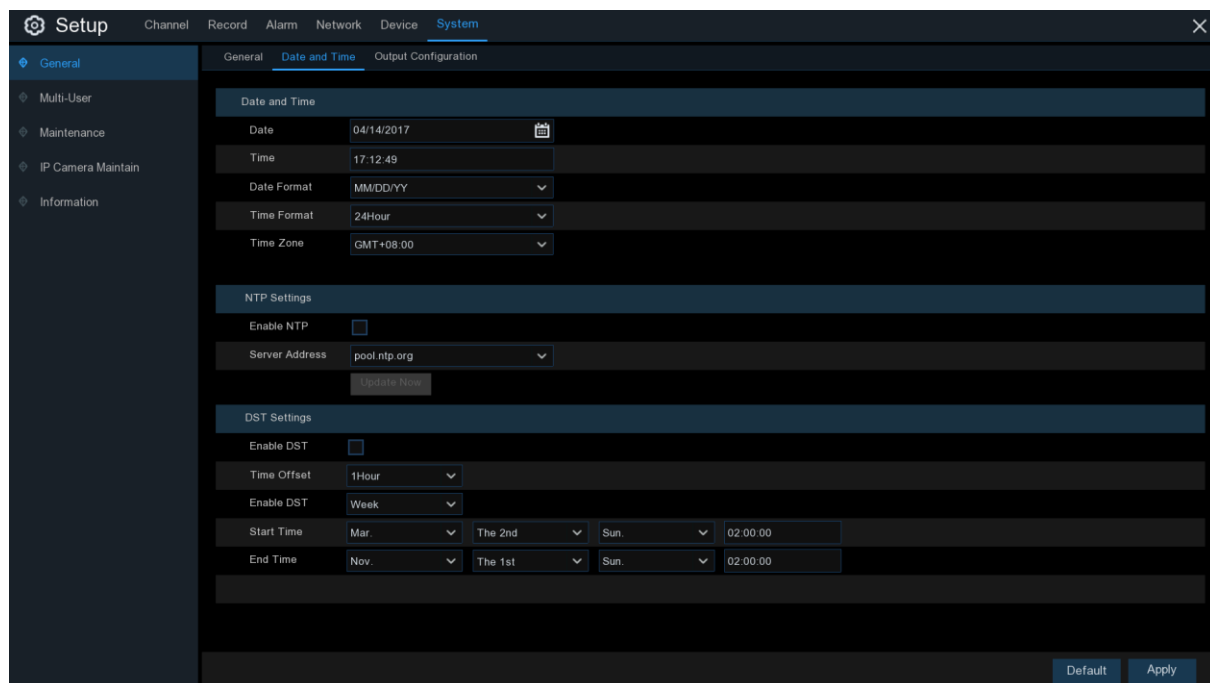 Setup Channel Record Alarm Network Device System
General
Multi-User
Maintenance
IP Camera Maintain
Information
General Date and Time Output Configuration
Date and Time
Date 04/14/2017
Time 17:12:49
Date Format MM/DD/YY
Time Format 24Hour
Time Zone GMT+08:00
NTP Settings
Enable NTP
Server Address pool.ntp.org
Update Now
DST Settings
Enable DST
Time Offset 1Hour
Enable DST Week
Start Time Mar. The 2nd Sun. 02:00:00
End Time Nov. The 1st Sun. 02:00:00
Default Apply